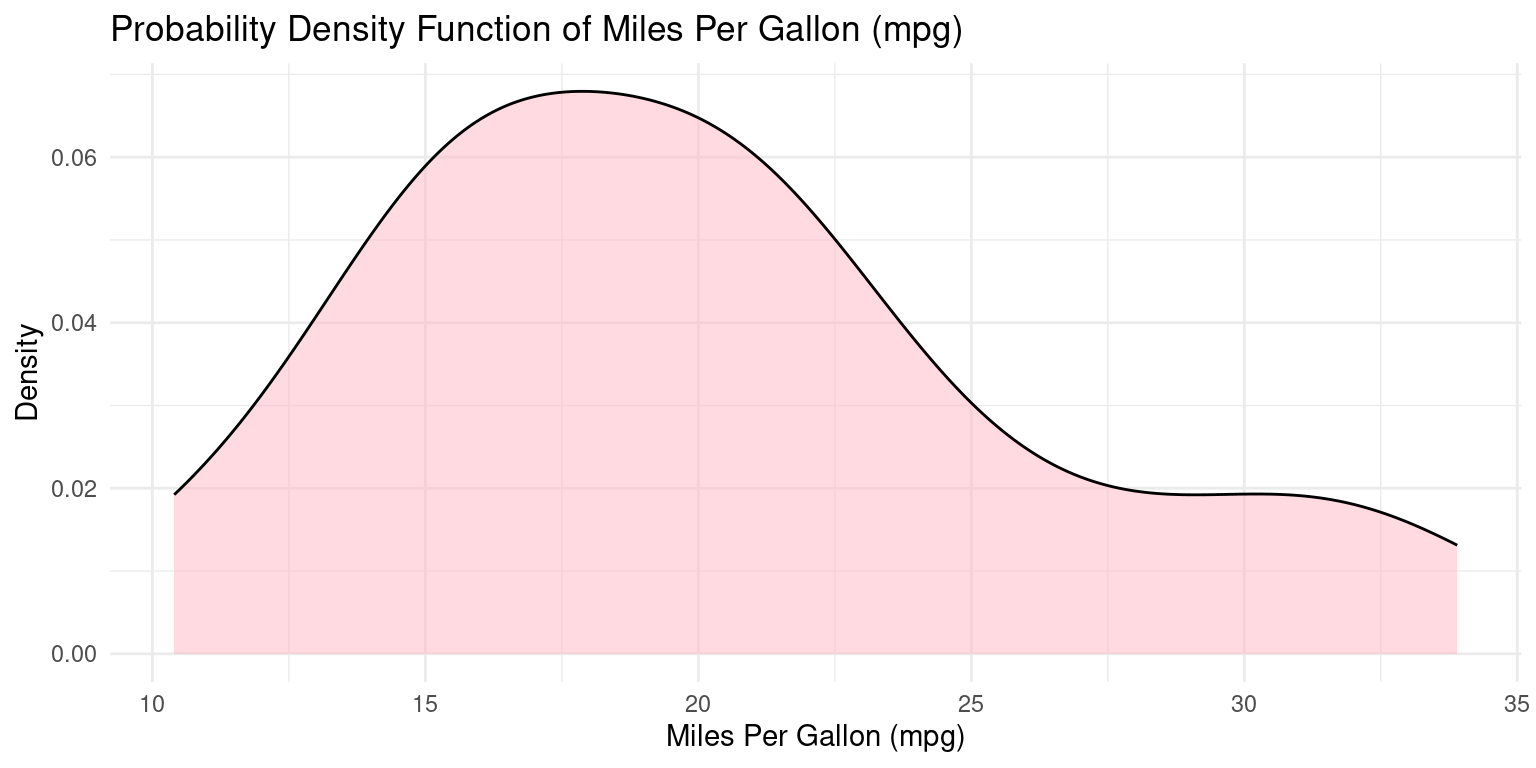 Probability Density Function of Miles Per Gallon (mpg)
Density
0.06
0.04
0.02
0.00
10 15 20 25 30 35
Miles Per Gallon (mpg)